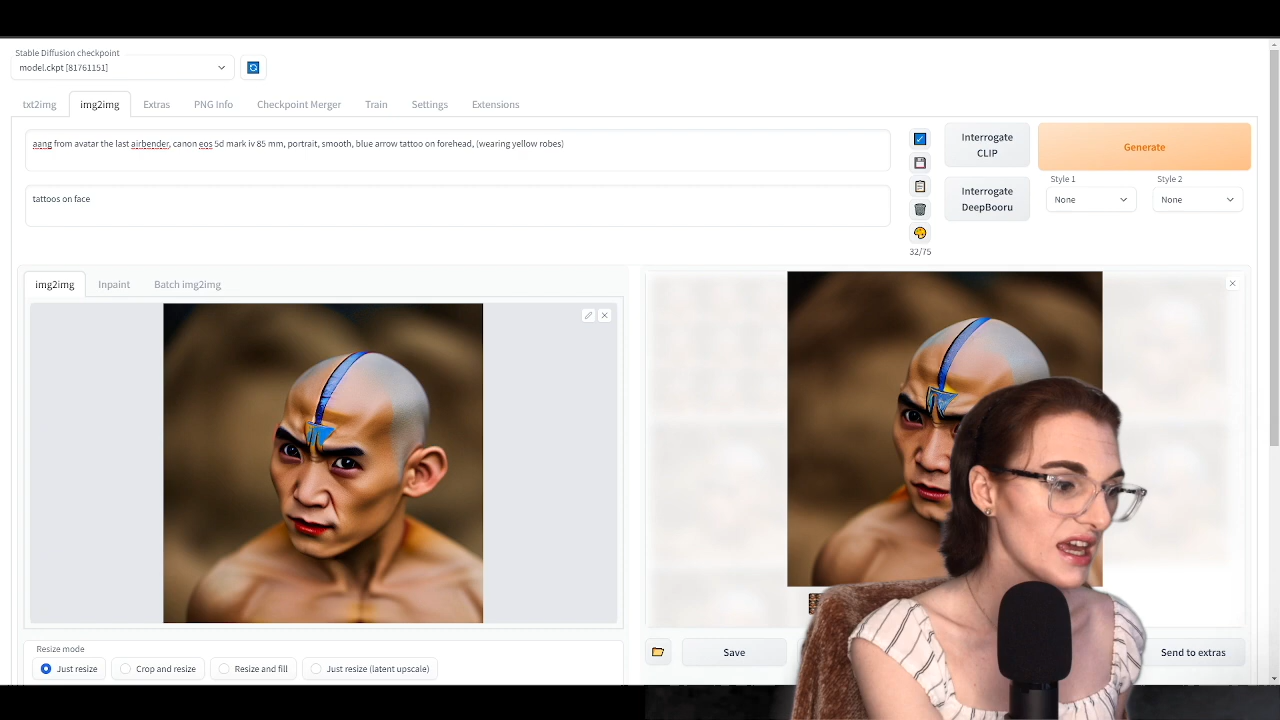 Stable Diffusion checkpoint
model.ckpt [81761151]
txt2img
img2img
Extras
PNG Info
Checkpoint Merger
Train
Settings
Extensions
aang from avatar the last airbender, canon eos r mark iv 85 mm, portrait, smooth, blue arrow tattoo on forehead, (wearing yellow robes)
tattoos on face
Interrogate
CLIP
Interrogate
DeepBooru
Generate
Style 1
Style 2
None
None
32/75
img2img
Inpaint
Batch img2img
Resize mode
Just resize
Crop and resize
Resize and fill
Just resize (latent upscale)
Save
Send to extras